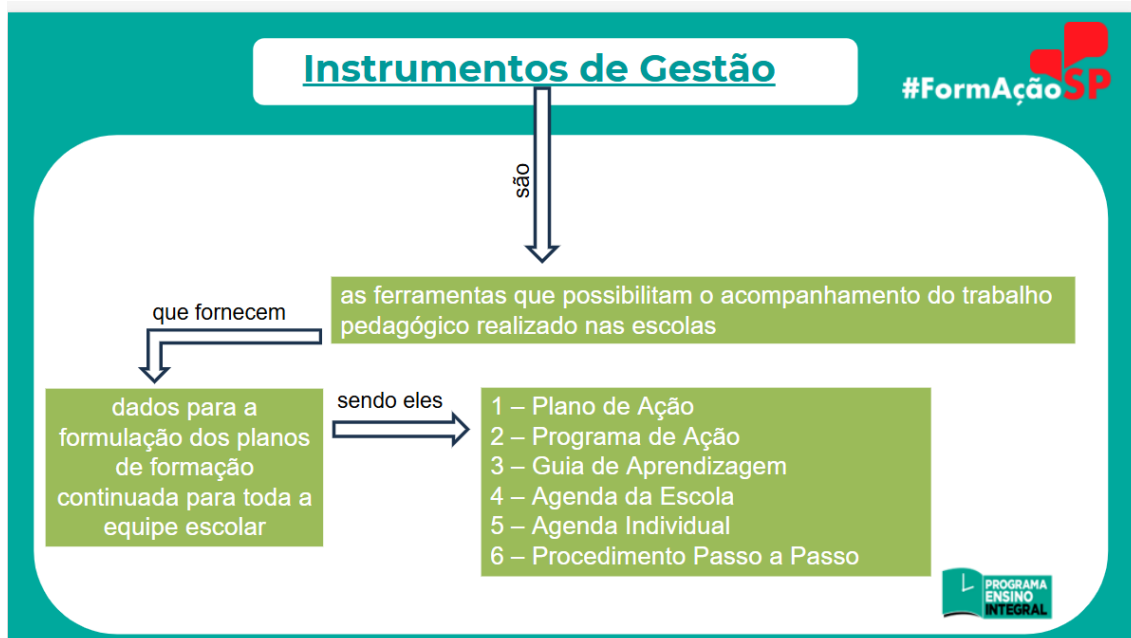 Instrumentos de Gestão
#FormAção SP
são
as ferramentas que possibilitam o acompanhamento do trabalho
pedagógico realizado nas escolas
que fornecem
dados para a
formulação dos planos
de formação
continuada para toda a
equipe escolar
sendo eles
1 – Plano de Ação
2 – Programa de Ação
3 – Guia de Aprendizagem
4 – Agenda da Escola
5 – Agenda Individual
6 – Procedimento Passo a Passo
PROGRAMA
ENSINO
INTEGRAL